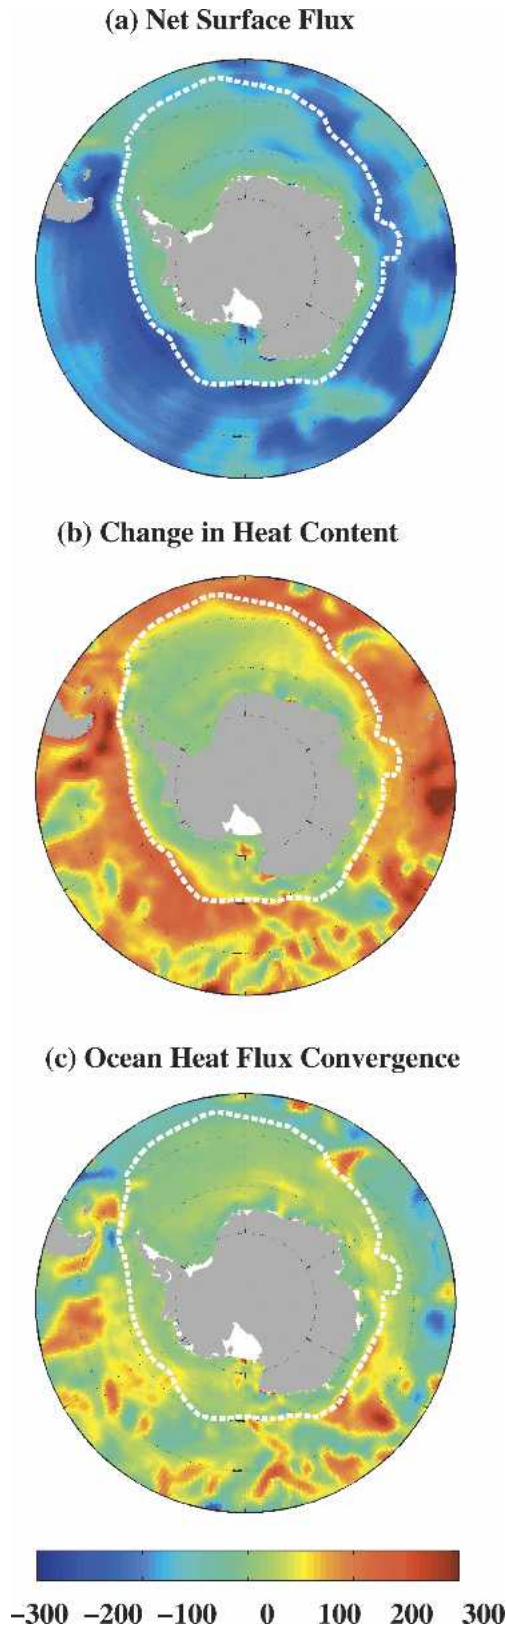 (a) Net Surface Flux
(b) Change in Heat Content
(c) Ocean Heat Flux Convergence
−300 −200 −100 0 100 200 300